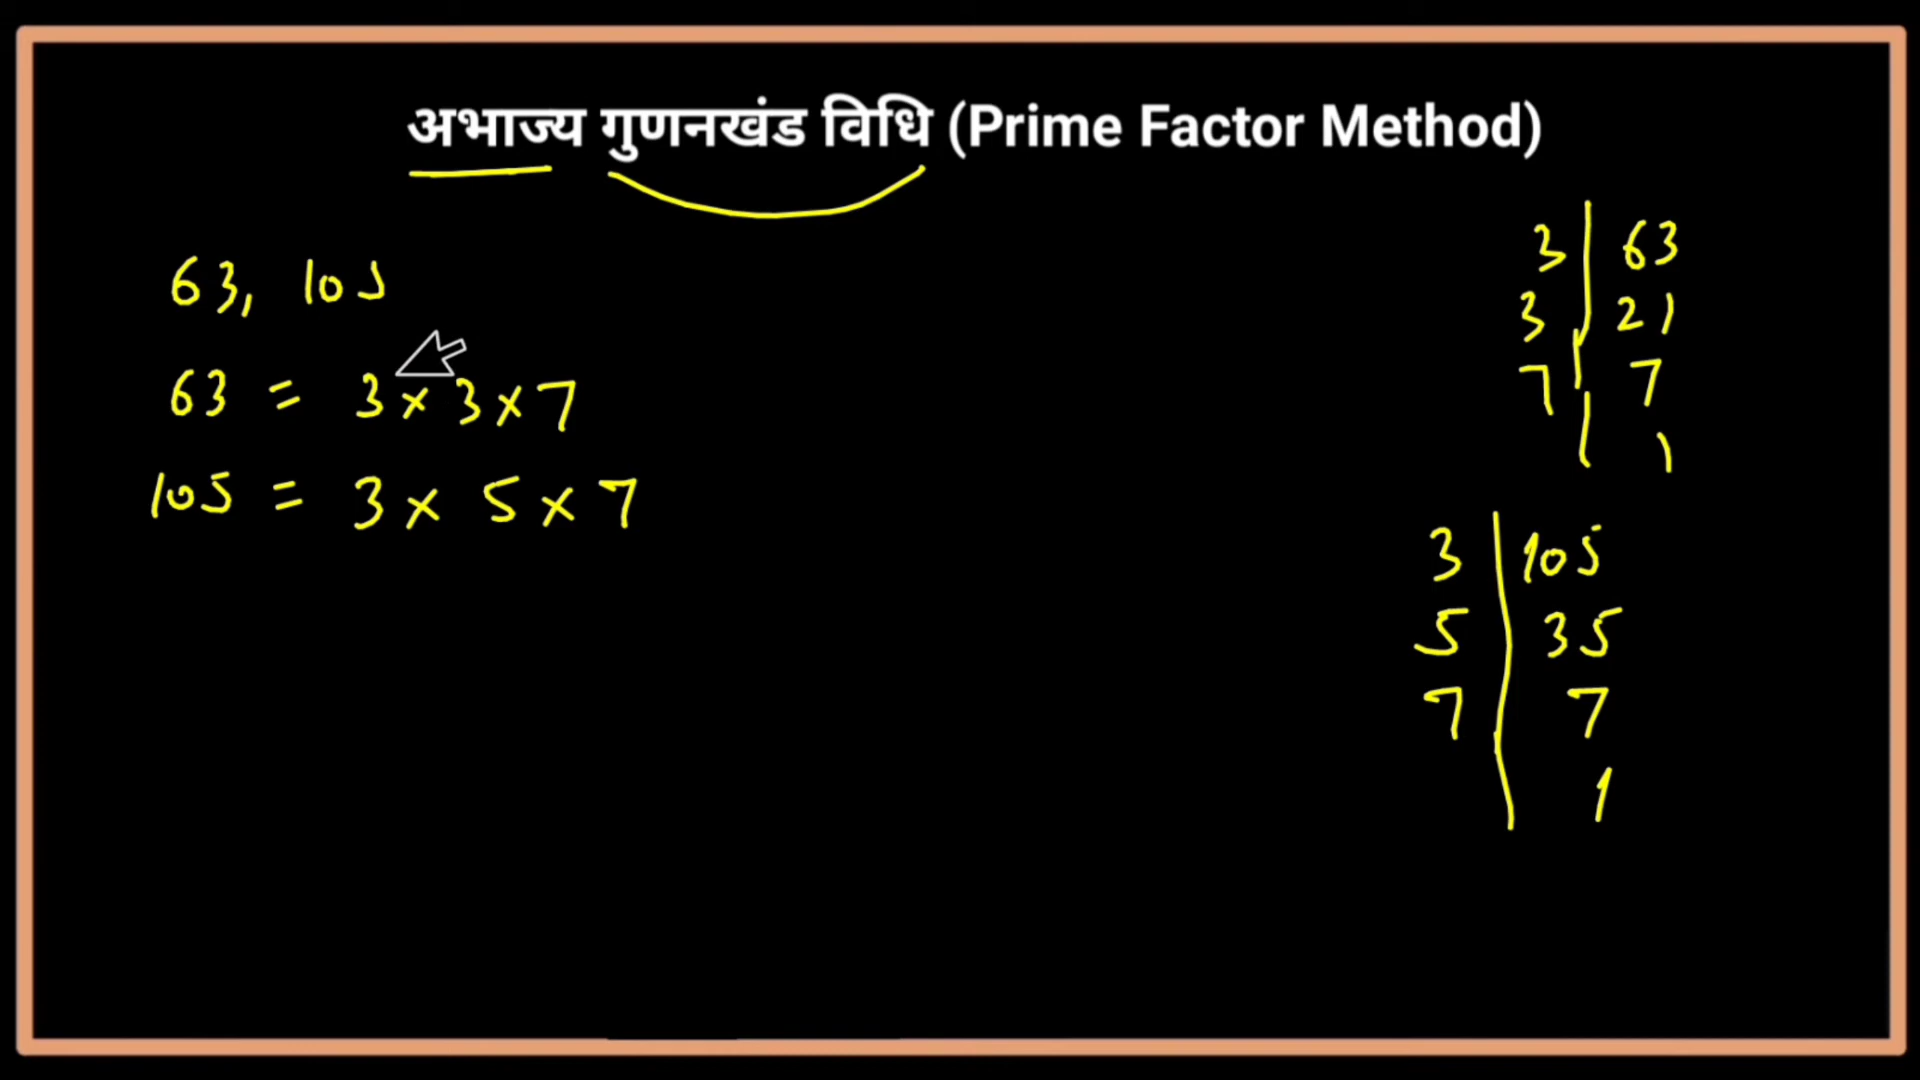 अभाज्य गुणनखंड विधि (Prime Factor Method)
63, 105
63 = 3 × 3 × 7
105 = 3 × 5 × 7
3 | 63
3 | 21
7 | 7
| 1
3 | 105
5 | 35
7 | 7
| 1